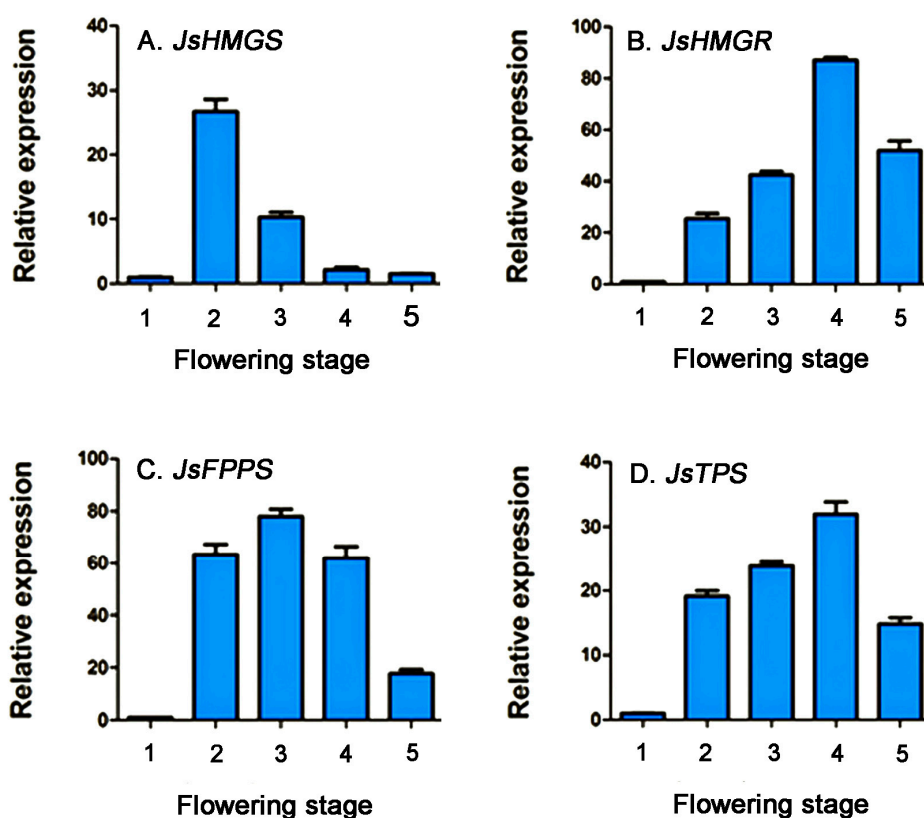 A. JsHMGS
Relative expression
40
30
20
10
0
1 2 3 4 5
Flowering stage
B. JsHMGR
Relative expression
100
80
60
40
20
0
1 2 3 4 5
Flowering stage
C. JsFPPS
Relative expression
100
80
60
40
20
0
1 2 3 4 5
Flowering stage
D. JsTPS
Relative expression
40
30
20
10
0
1 2 3 4 5
Flowering stage